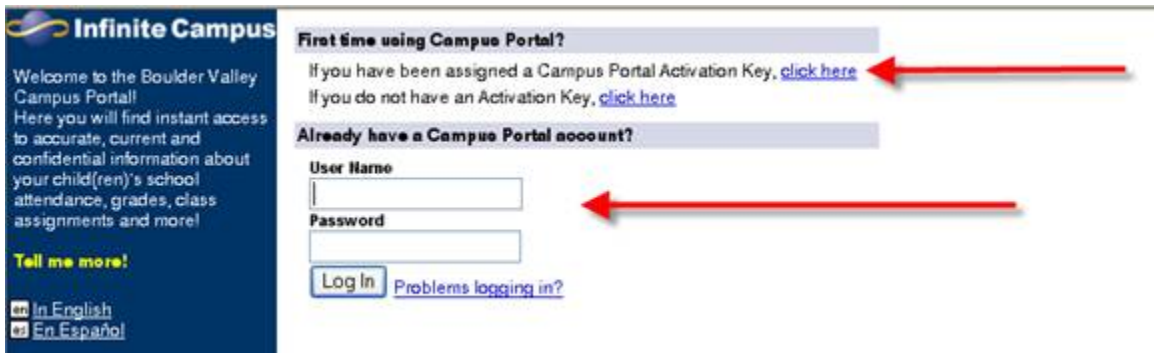 Infinite Campus
Welcome to the Boulder Valley
Campus Portal!
Here you will find instant access
to accurate, current and
confidential information about
your child(ren)'s school
attendance, grades, class
assignments and more!
Tell me more!
en In English
es En Español
First time using Campus Portal?
If you have been assigned a Campus Portal Activation Key, click here
If you do not have an Activation Key, click here
Already have a Campus Portal account?
User Name
Password
Log In Problems logging in?